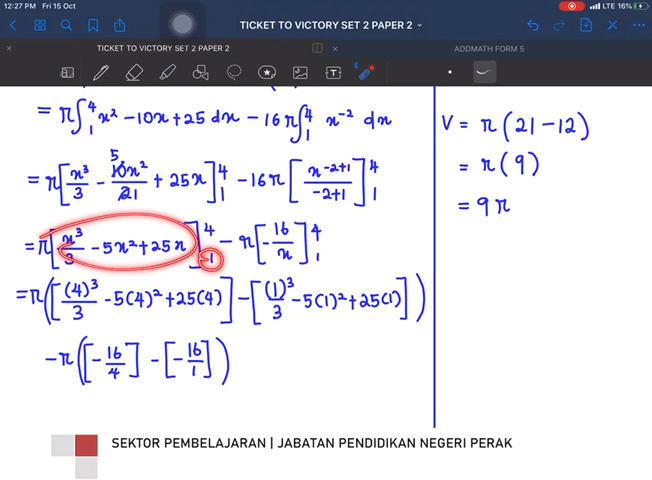 12:27 PM Fri 15 Oct
LTE 16%
TICKET TO VICTORY SET 2 PAPER 2
TICKET TO VICTORY SET 2 PAPER 2
ADDMATH FORM 5
= π∫₁⁴ x² − 10x + 25 dx − 16π∫₁⁴ x⁻² dx
= π[x³/3 − 5 10x²/21 + 25x]₁⁴ − 16π[x⁻²⁺¹/−2+1]₁⁴
= π[x³/3 − 5x² + 25x]₁⁴ − π[−16/x]₁⁴
= π([(4)³/3 − 5(4)² + 25(4)] − [(1)³/3 − 5(1)² + 25(1)])
− π([−16/4] − [−16/1])
V = π(21 − 12)
= π(9)
= 9π
SEKTOR PEMBELAJARAN | JABATAN PENDIDIKAN NEGERI PERAK